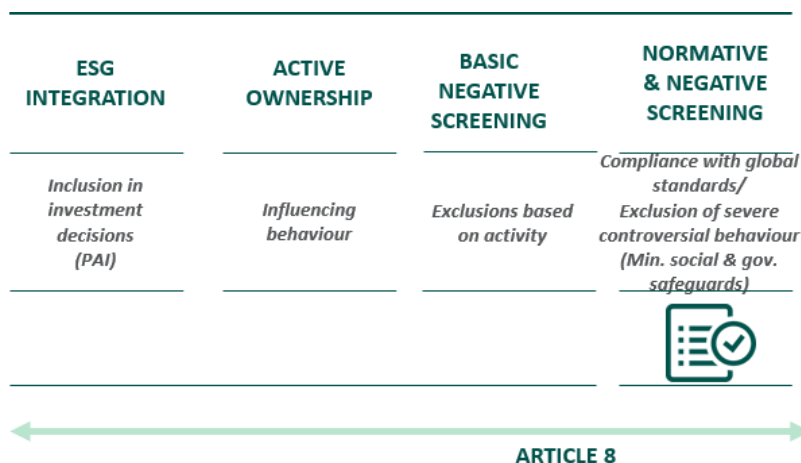 ESG
INTEGRATION
ACTIVE
OWNERSHIP
BASIC
NEGATIVE
SCREENING
NORMATIVE
& NEGATIVE
SCREENING
Inclusion in
investment
decisions
(PAI)
Influencing
behaviour
Exclusions based
on activity
Compliance with global
standards/
Exclusion of severe
controversial behaviour
(Min. social & gov.
safeguards)
ARTICLE 8